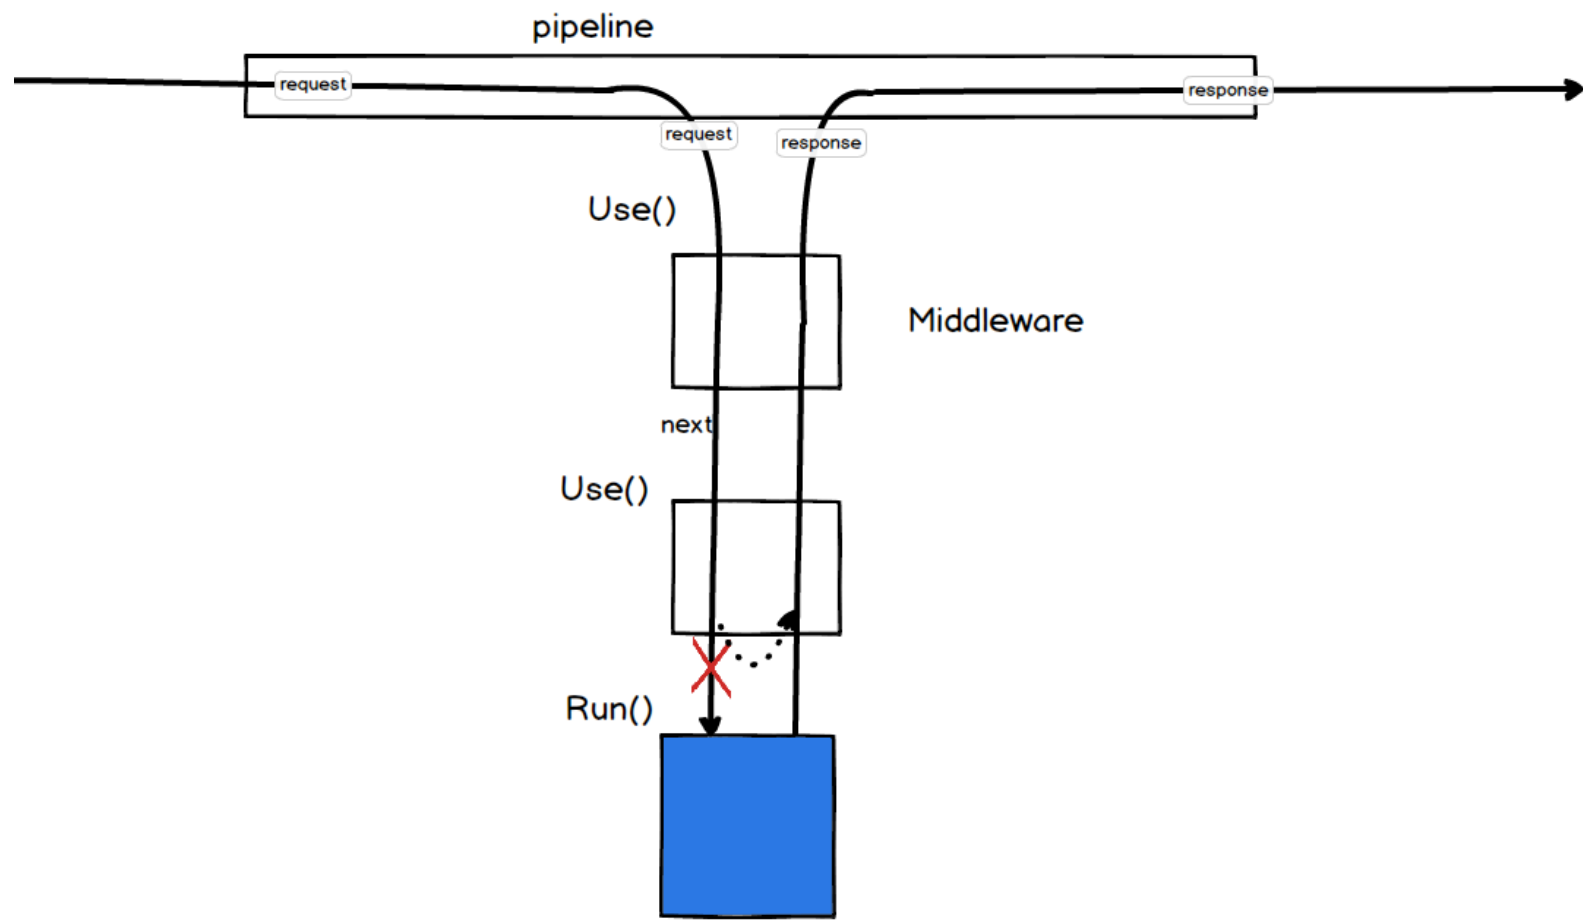 pipeline
request
response
request
response
Use()
Middleware
next
Use()
Run()